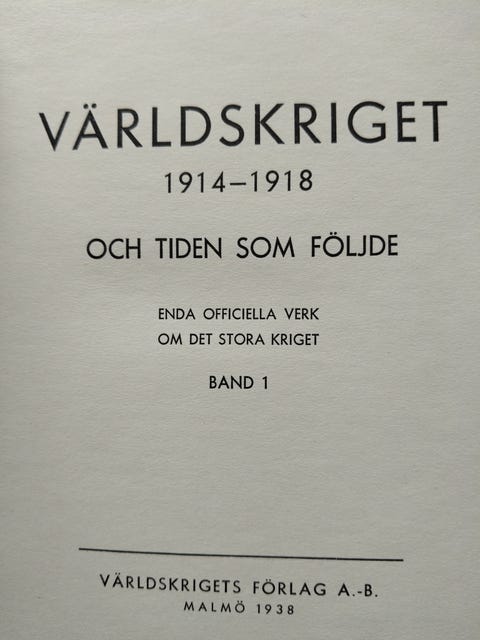 VÄRLDSKRIGET
1914–1918
OCH TIDEN SOM FÖLJDE
ENDA OFFICIELLA VERK
OM DET STORA KRIGET
BAND 1
VÄRLDSKRIGETS FÖRLAG A.-B.
MALMÖ 1938